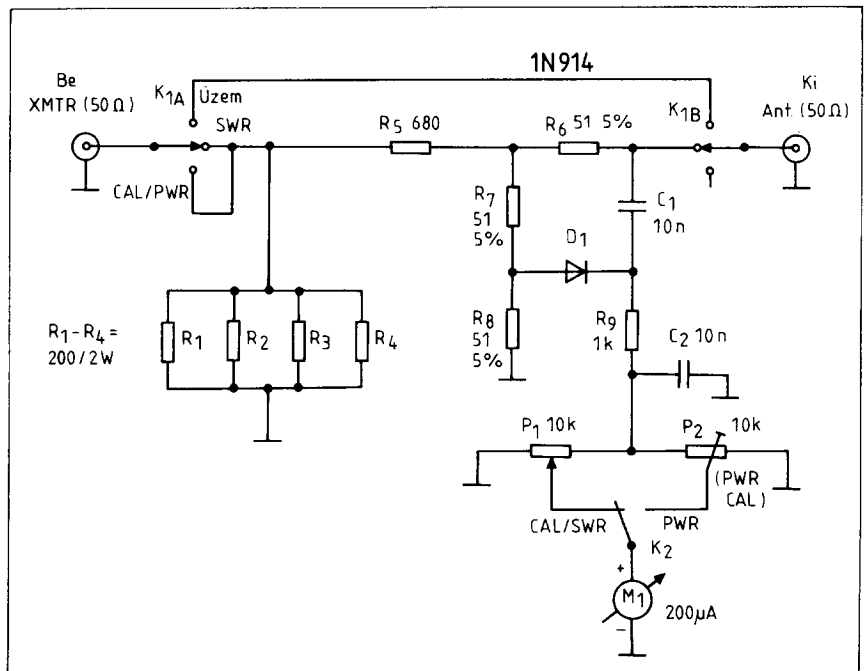 1N914
Be
XMTR (50Ω)
K1A
Üzem
SWR
CAL/PWR
R5 680
R6 51 5%
K1B
Ki
Ant. (50Ω)
R7
51
5%
C1
10n
D1
R8
51
5%
R9
1k
C2 10n
R1-R4 =
200/2W
R1
R2
R3
R4
P1 10k
P2 10k
(PWR
CAL)
CAL/SWR
PWR
K2
+
M1
200µA
−